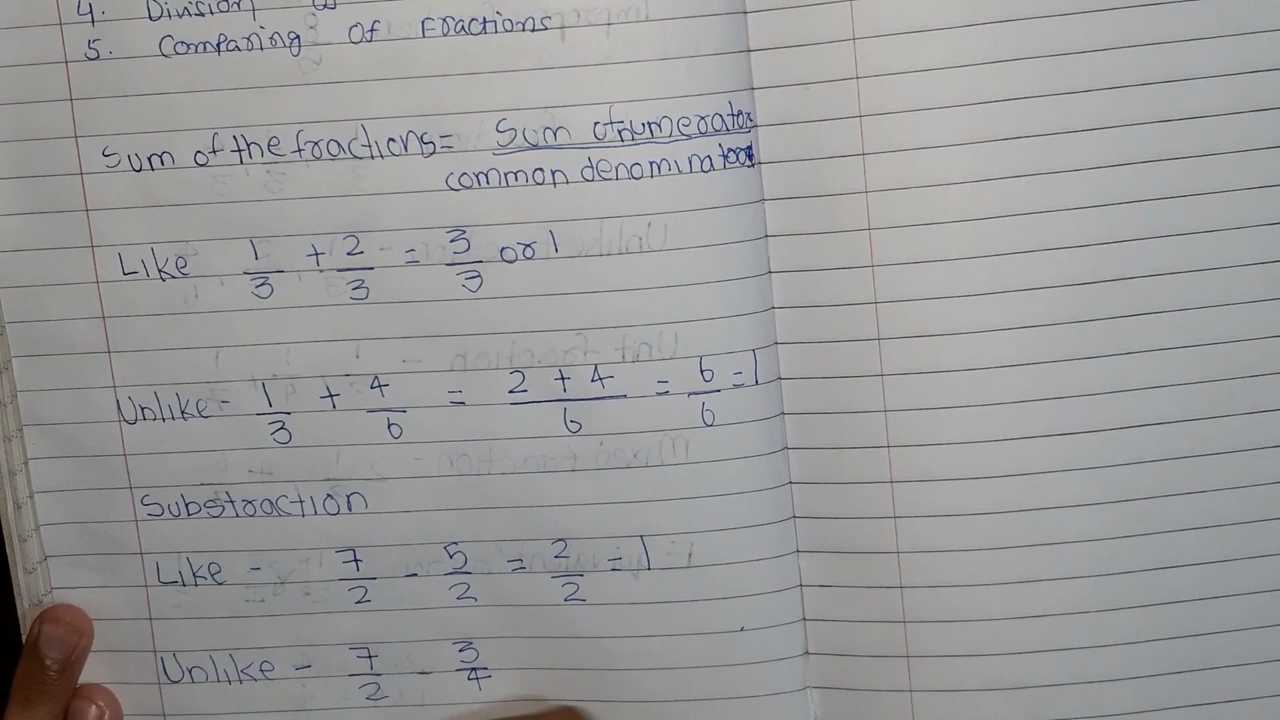 4. Division
5. Comparing of Fractions
Sum of the fractions = Sum of numerator / common denominator
Like 1/3 + 2/3 = 3/3 or 1
Unlike - 1/3 + 4/6 = 2 + 4 / 6 = 6/6 = 1
Substraction
Like - 7/2 - 5/2 = 2/2 = 1
Unlike - 7/2 - 3/4